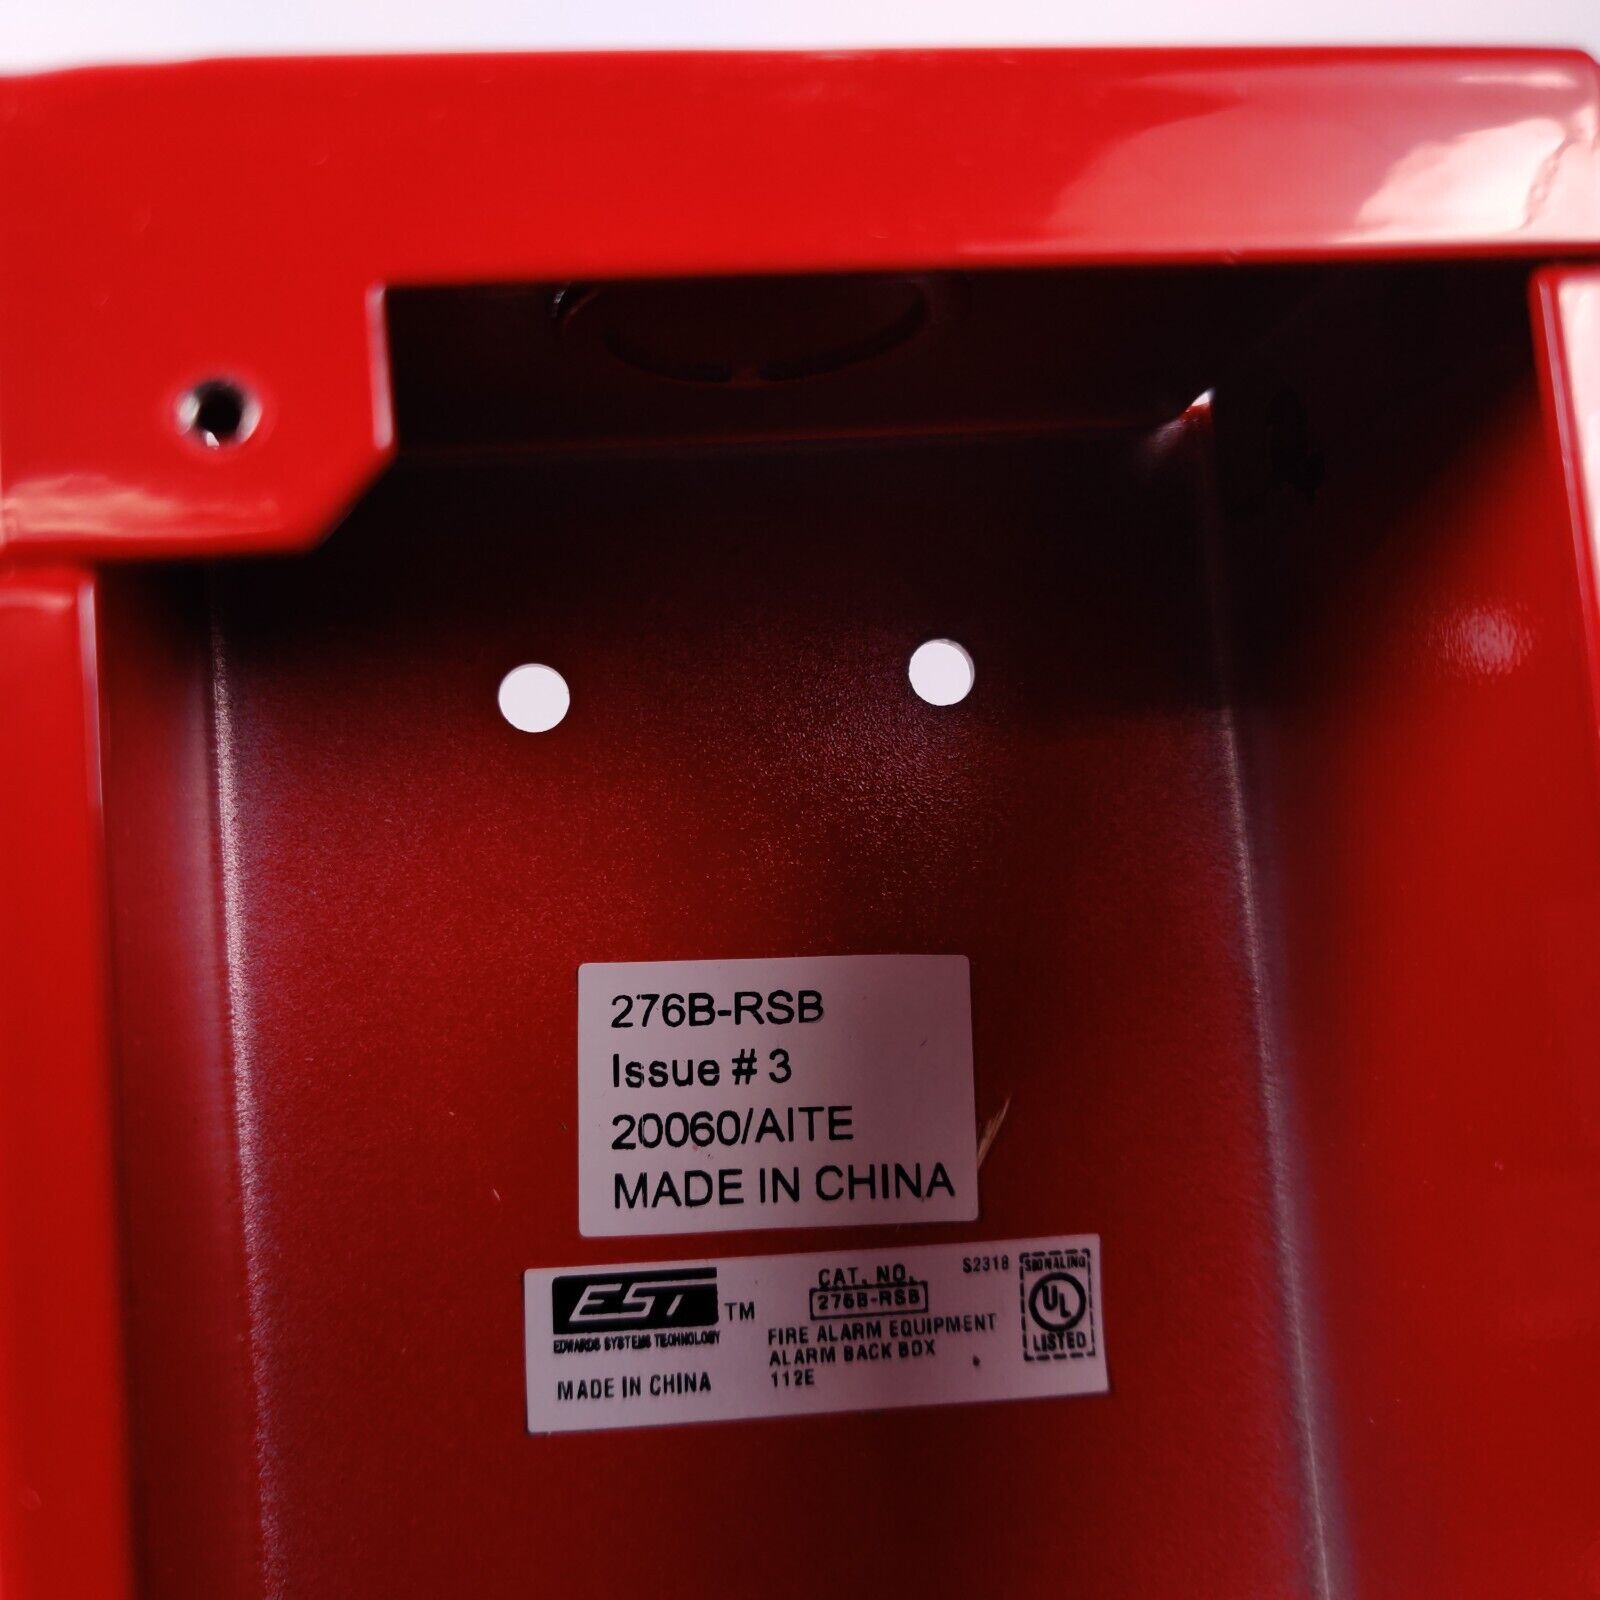 276B-RSB
Issue # 3
20060/AITE
MADE IN CHINA
EST TM
EDWARDS SYSTEMS TECHNOLOGY
MADE IN CHINA
CAT. NO.
276B-RSB
FIRE ALARM EQUIPMENT
ALARM BACK BOX
112E
S2318
SIGNALING
UL
LISTED